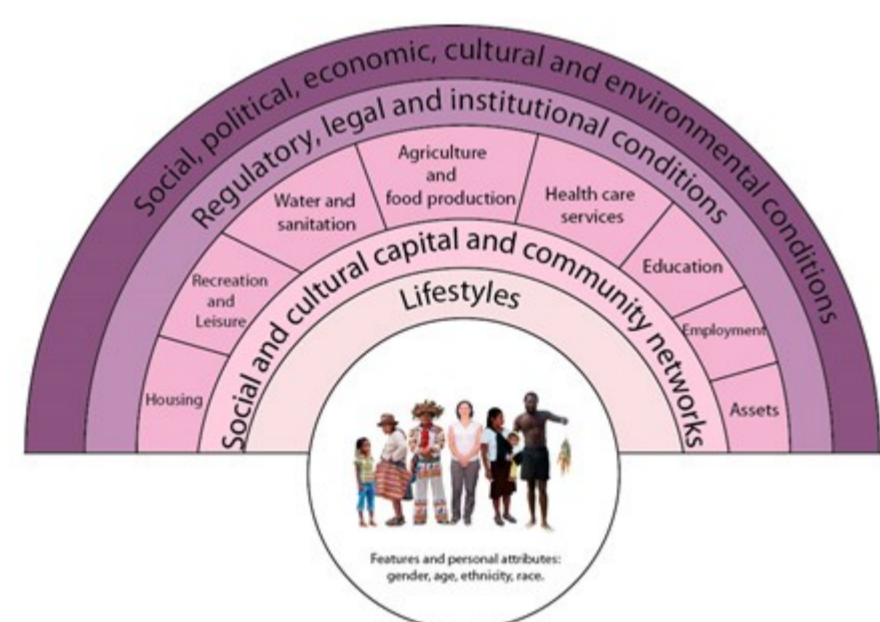 Social, political, economic, cultural and environmental conditions
Regulatory, legal and institutional conditions
Housing
Recreation
and
Leisure
Water and
sanitation
Agriculture
and
food production
Health care
services
Education
Employment
Assets
Social and cultural capital and community networks
Lifestyles
Features and personal attributes:
gender, age, ethnicity, race.